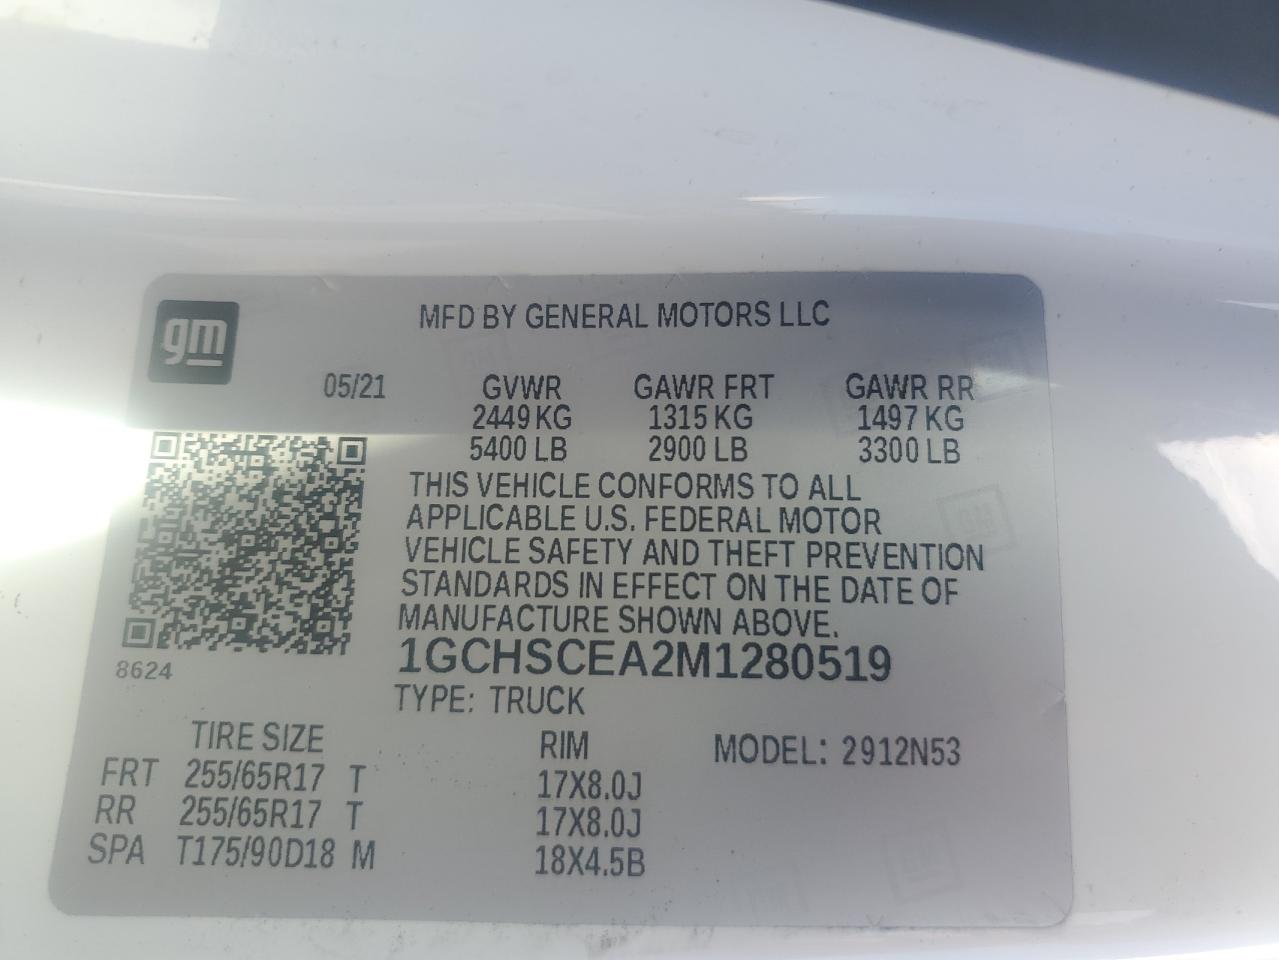 gm
MFD BY GENERAL MOTORS LLC
05/21 GVWR GAWR FRT GAWR RR
2449 KG 1315 KG 1497 KG
5400 LB 2900 LB 3300 LB
THIS VEHICLE CONFORMS TO ALL
APPLICABLE U.S. FEDERAL MOTOR
VEHICLE SAFETY AND THEFT PREVENTION
STANDARDS IN EFFECT ON THE DATE OF
MANUFACTURE SHOWN ABOVE.
1GCHSCEA2M1280519
8624
TYPE: TRUCK
TIRE SIZE RIM MODEL: 2912N53
FRT 255/65R17 T 17X8.0J
RR 255/65R17 T 17X8.0J
SPA T175/90D18 M 18X4.5B